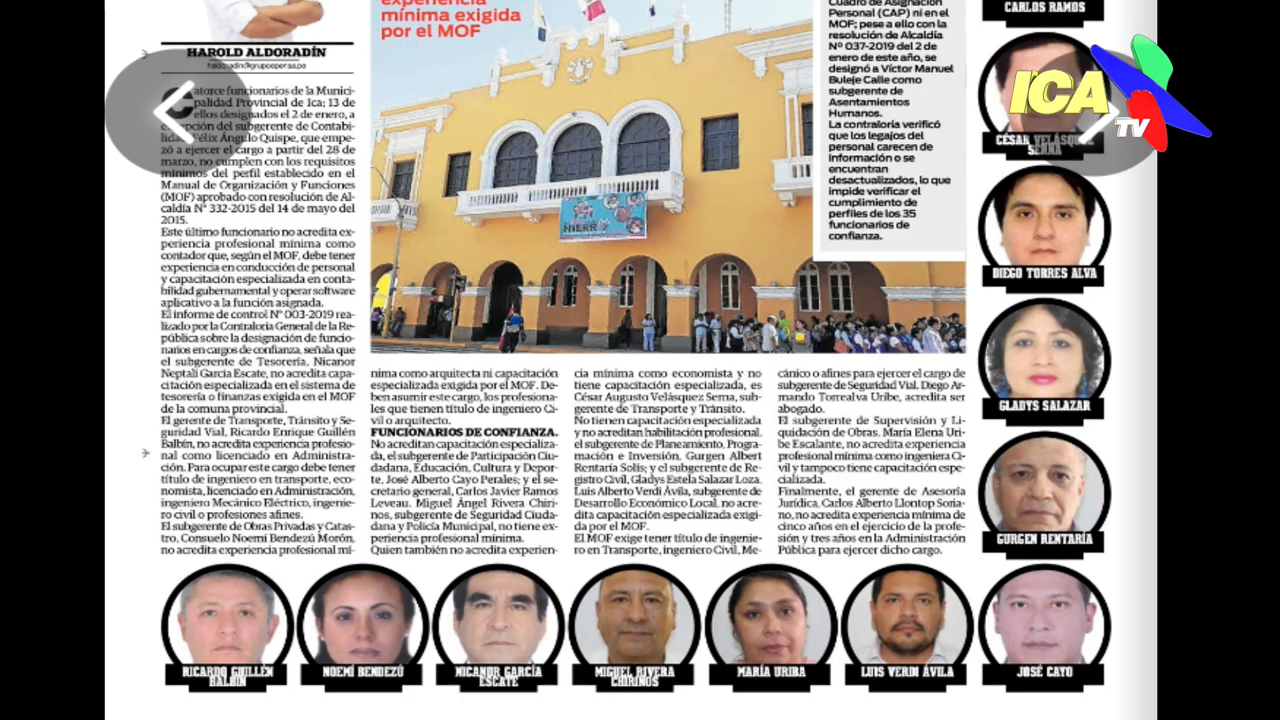 experiencia
mínima exigida
por el MOF
HAROLD ALDORADÍN
haldoradin@grupoepensa.pe
Catorce funcionarios de la Munici-
palidad Provincial de Ica; 13 de
ellos designados el 2 de enero, a
excepción del subgerente de Contabi-
lidad, Félix Ángulo Quispe, que empe-
zó a ejercer el cargo a partir del 28 de
marzo, no cumplen con los requisitos
mínimos del perfil establecido en el
Manual de Organización y Funciones
(MOF) aprobado con resolución de Al-
caldía N° 332-2015 del 14 de mayo del
2015.
Este último funcionario no acredita ex-
periencia profesional mínima como
contador que, según el MOF, debe tener
experiencia en conducción de personal
y capacitación especializada en conta-
bilidad gubernamental y operar software
aplicativo a la función asignada.
El informe de control N° 003-2019 rea-
lizado por la Contraloría General de la Re-
pública sobre la designación de funcio-
narios en cargos de confianza, señala que
el subgerente de Tesorería, Nicanor
Neptalí García Escate, no acredita capa-
citación especializada en el sistema de
tesorería o finanzas exigida en el MOF
de la comuna provincial.
El gerente de Transporte, Tránsito y Se-
guridad Vial, Ricardo Enrique Guillén
Balbín, no acredita experiencia profesio-
nal como licenciado en Administra-
ción. Para ocupar este cargo debe tener
título de ingeniero en transporte, eco-
nomista, licenciado en Administración,
ingeniero Mecánico Eléctrico, ingenie-
ro civil o profesiones afines.
El subgerente de Obras Privadas y Catas-
tro, Consuelo Noemi Bendezú Morón,
no acredita experiencia profesional mí-
nima como arquitecta ni capacitación
especializada exigida por el MOF. De-
ben asumir este cargo, los profesiona-
les que tienen título de ingeniero Ci-
vil o arquitecto.
FUNCIONARIOS DE CONFIANZA.
No acreditan capacitación especializa-
da, el subgerente de Participación Ciu-
dadana, Educación, Cultura y Depor-
te, José Alberto Cayo Perales; y el se-
cretario general, Carlos Javier Ramos
Leveau. Miguel Ángel Rivera Chiri-
nos, subgerente de Seguridad Ciuda-
dana y Policía Municipal, no tiene ex-
periencia profesional mínima.
Quien también no acredita experien-
cia mínima como economista y no
tiene capacitación especializada, es
César Augusto Velásquez Serna, sub-
gerente de Transporte y Tránsito.
No tienen capacitación especializada
y no acreditan habilitación profesional,
el subgerente de Planeamiento, Progra-
mación e Inversión, Gurgen Albert
Rentaría Solis; y el subgerente de Re-
gistro Civil, Gladys Estela Salazar Loza.
Luis Alberto Verdi Ávila, subgerente de
Desarrollo Económico Local, no acre-
dita capacitación especializada exigi-
da por el MOF.
El MOF exige tener título de ingenie-
ro en Transporte, ingeniero Civil, Me-
cánico o afines para ejercer el cargo de
subgerente de Seguridad Vial. Diego Ar-
mando Torrealva Uribe, acredita ser
abogado.
El subgerente de Supervisión y Li-
quidación de Obras, María Elena Uri-
be Escalante, no acredita experiencia
profesional mínima como ingeniera Ci-
vil y tampoco tiene capacitación espe-
cializada.
Finalmente, el gerente de Asesoría
Jurídica, Carlos Alberto Llontop Soria-
no, no acredita experiencia mínima de
cinco años en el ejercicio de la profe-
sión y tres años en la Administración
Pública para ejercer dicho cargo.
Cuadro de Asignación
Personal (CAP) ni en el
MOF; pese a ello con la
resolución de Alcaldía
N° 037-2019 del 2 de
enero de este año, se
designó a Víctor Manuel
Buleje Calle como
subgerente de
Asentamientos
Humanos.
La contraloría verificó
que los legajos del
personal carecen de
información o se
encuentran
desactualizados, lo que
impide verificar el
cumplimiento de
perfiles de los 35
funcionarios de
confianza.
CARLOS RAMOS
ICA
TV
CÉSAR VELÁSQUEZ
SERNA
DIEGO TORRES ALVA
GLADYS SALAZAR
GURGEN RENTARÍA
RICARDO GUILLÉN
BALBÍN
NOEMÍ BENDEZÚ
NICANOR GARCÍA
ESCATE
MIGUEL RIVERA
CHIRINOS
MARÍA URIBA
LUIS VERDI ÁVILA
JOSÉ CAYO